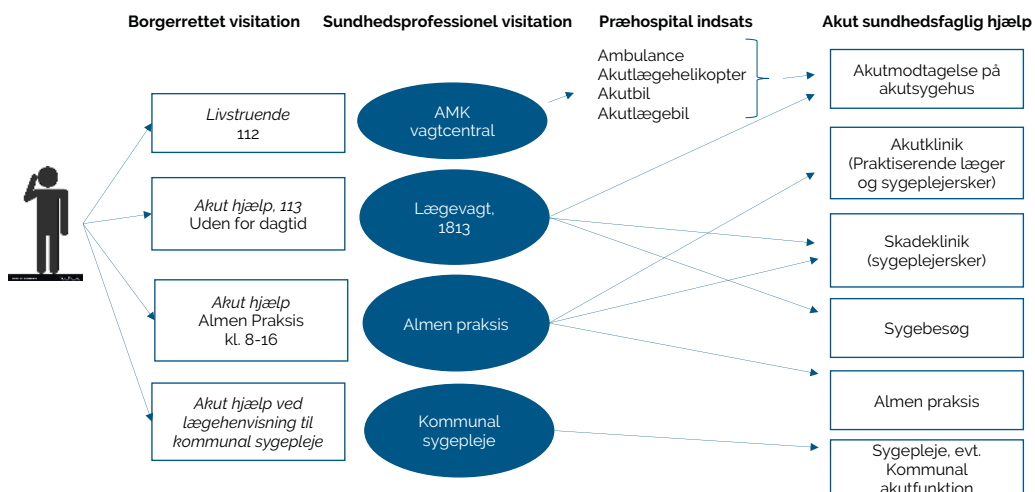 Borgerrettet visitation
Sundhedsprofessionel visitation
Præhospital indsats
Akut sundhedsfaglig hjælp
Livstruende
112
Akut hjælp, 113
Uden for dagtid
Akut hjælp
Almen Praksis
kl. 8-16
Akut hjælp ved
lægehenvisning til
kommunal sygepleje
AMK
vagtcentral
Lægevagt,
1813
Almen praksis
Kommunal
sygepleje
Ambulance
Akutlægehelikopter
Akutbil
Akutlægebil
Akutmodtagelse på
akutsygehus
Akutklinik
(Praktiserende læger
og sygeplejersker)
Skadeklinik
(sygeplejersker)
Sygebesøg
Almen praksis
Sygepleje, evt.
Kommunal
akutfunktion